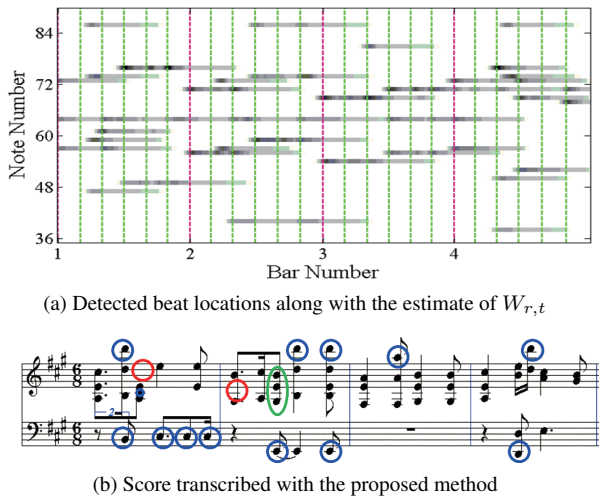 84
72
60
48
36
Note Number
1 2 3 4
Bar Number
(a) Detected beat locations along with the estimate of W_{r,t}
6
8
2
6
8
(b) Score transcribed with the proposed method